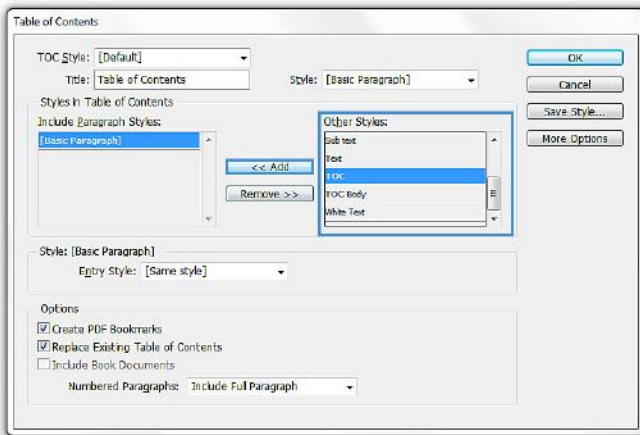 Table of Contents
TOC Style: [Default]
Title: Table of Contents
Style: [Basic Paragraph]
OK
Cancel
Save Style...
More Options
Styles in Table of Contents
Include Paragraph Styles:
[Basic Paragraph]
<< Add
Remove >>
Other Styles:
Sub text
Text
TOC
TOC Body
White Text
Style: [Basic Paragraph]
Entry Style: [Same style]
Options
Create PDF Bookmarks
Replace Existing Table of Contents
Include Book Documents
Numbered Paragraphs: Include Full Paragraph